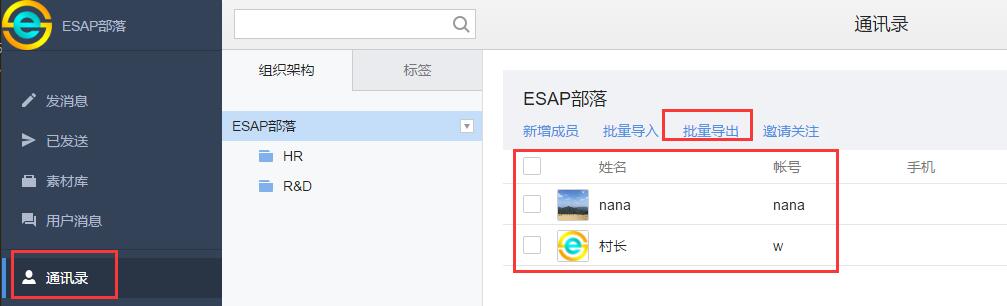 ESAP部落
发消息
已发送
素材库
用户消息
通讯录
组织架构 标签
ESAP部落
HR
R&D
通讯录
ESAP部落
新增成员 批量导入 批量导出 邀请关注
姓名 帐号 手机
nana nana
村长 w